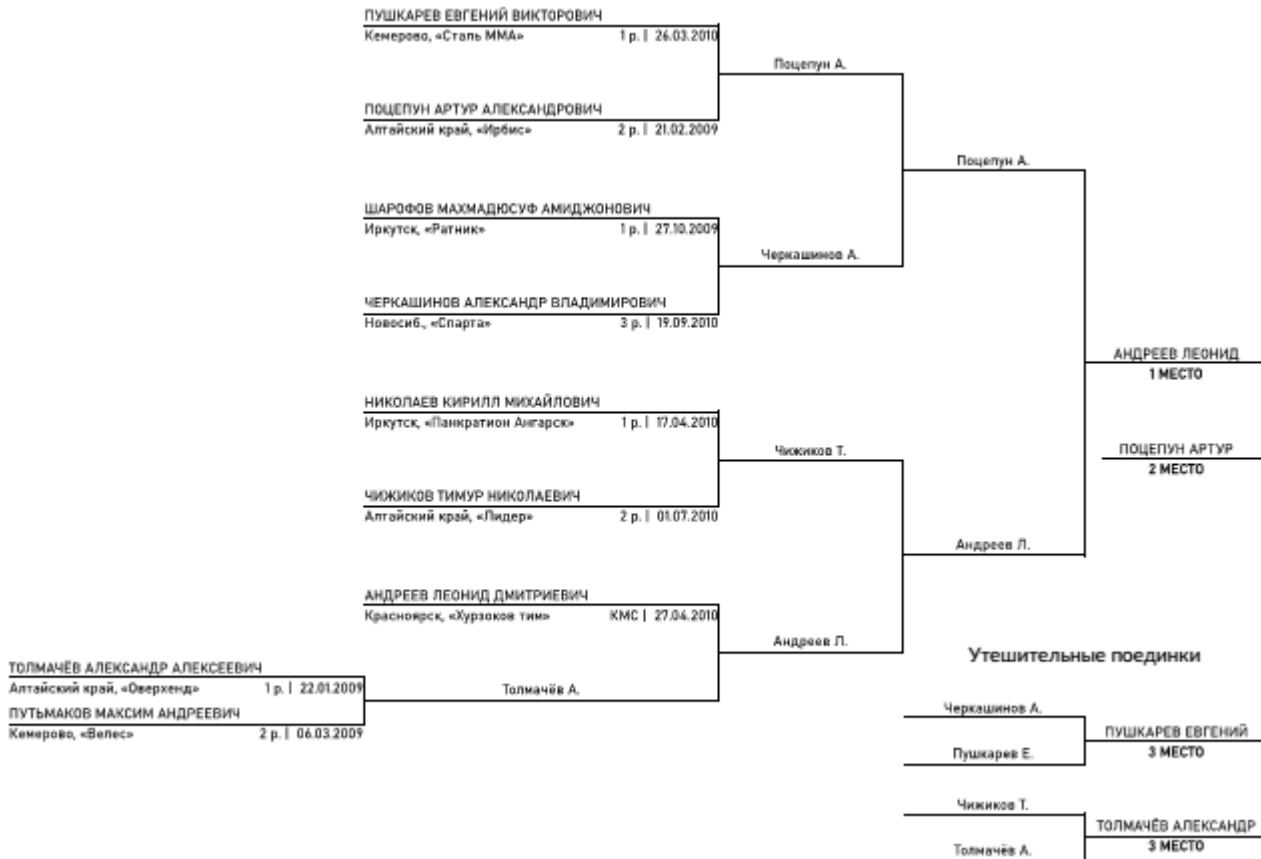 ПУШКАРЕВ ЕВГЕНИЙ ВИКТОРОВИЧ
Кемерово, «Сталь ММА» 1 р. | 26.03.2010
Поцепун А.
ПОЦЕПУН АРТУР АЛЕКСАНДРОВИЧ
Алтайский край, «Ирбис» 2 р. | 21.02.2009
Поцепун А.
ШАРОФОВ МАХМАДЮСУФ АМИДЖОНОВИЧ
Иркутск, «Ратник» 1 р. | 27.10.2009
Черкашинов А.
ЧЕРКАШИНОВ АЛЕКСАНДР ВЛАДИМИРОВИЧ
Новосиб., «Спарта» 3 р. | 19.09.2010
АНДРЕЕВ ЛЕОНИД
1 МЕСТО
НИКОЛАЕВ КИРИЛЛ МИХАЙЛОВИЧ
Иркутск, «Панкратион Ангарск» 1 р. | 17.04.2010
Чижиков Т.
ПОЦЕПУН АРТУР
2 МЕСТО
ЧИЖИКОВ ТИМУР НИКОЛАЕВИЧ
Алтайский край, «Лидер» 2 р. | 01.07.2010
Андреев Л.
АНДРЕЕВ ЛЕОНИД ДМИТРИЕВИЧ
Красноярск, «Хурзоков тим» КМС | 27.04.2010
Андреев Л.
ТОЛМАЧЁВ АЛЕКСАНДР АЛЕКСЕЕВИЧ
Алтайский край, «Оверхенд» 1 р. | 22.01.2009
Толмачёв А.
ПУТЬМАКОВ МАКСИМ АНДРЕЕВИЧ
Кемерово, «Велес» 2 р. | 06.03.2009
Утешительные поединки
Черкашинов А.
ПУШКАРЕВ ЕВГЕНИЙ
3 МЕСТО
Пушкарев Е.
Чижиков Т.
ТОЛМАЧЁВ АЛЕКСАНДР
3 МЕСТО
Толмачёв А.